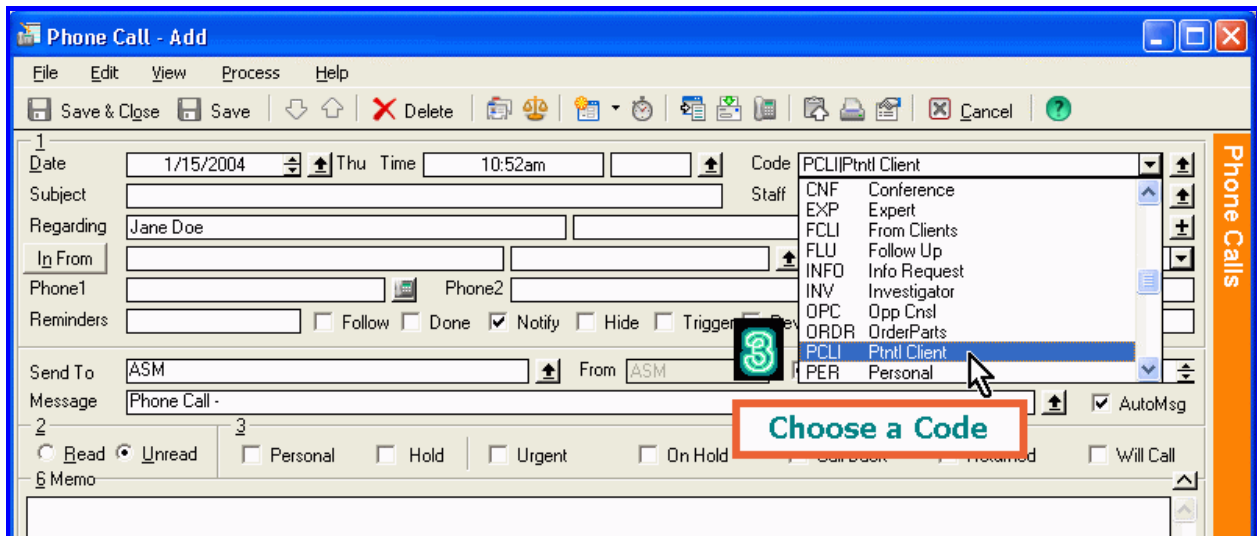 Phone Call - Add
File Edit View Process Help
Save & Close Save Delete Cancel ?
1
Date 1/15/2004 Thu Time 10:52am Code PCLI|Ptntl Client
Subject Staff
Regarding Jane Doe
In From
Phone1 Phone2
Reminders Follow Done Notify Hide Trigger
CNF Conference
EXP Expert
FCLI From Clients
FLU Follow Up
INFO Info Request
INV Investigator
OPC Opp Cnsl
ORDR OrderParts
PCLI Ptntl Client
PER Personal
3
Send To ASM From ASM
Message Phone Call - AutoMsg
Choose a Code
2 3
Read Unread Personal Hold Urgent On Hold Will Call
6 Memo
Phone Calls